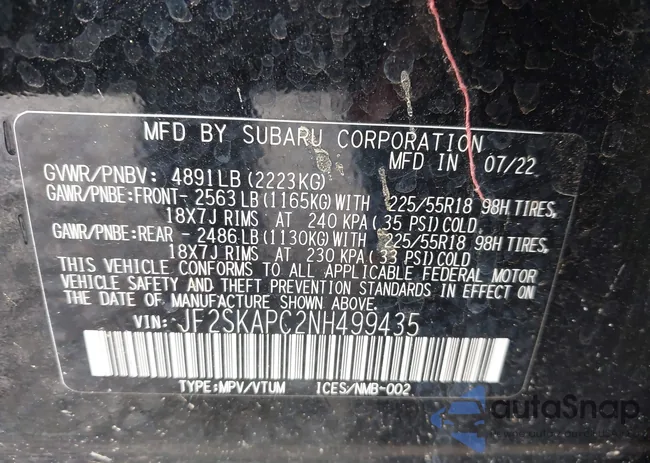 MFD BY SUBARU CORPORATION
MFD IN 07/22
GVWR/PNBV: 4891LB (2223KG)
GAWR/PNBE:FRONT- 2563 LB (1165KG) WITH 225/55R18 98H TIRES,
18X7J RIMS AT 240 KPA ( 35 PSI) COLD,
GAWR/PNBE:REAR - 2486 LB (1130KG) WITH 225/55R18 98H TIRES,
18X7J RIMS AT 230 KPA ( 33 PSI) COLD
THIS VEHICLE CONFORMS TO ALL APPLICABLE FEDERAL MOTOR
VEHICLE SAFETY AND THEFT PREVENTION STANDARDS IN EFFECT ON
THE DATE OF MANUFACTURE SHOWN ABOVE.
VIN: JF2SKAPC2NH499435
TYPE:MPV/VTUM ICES/NMB-002
autoSnap